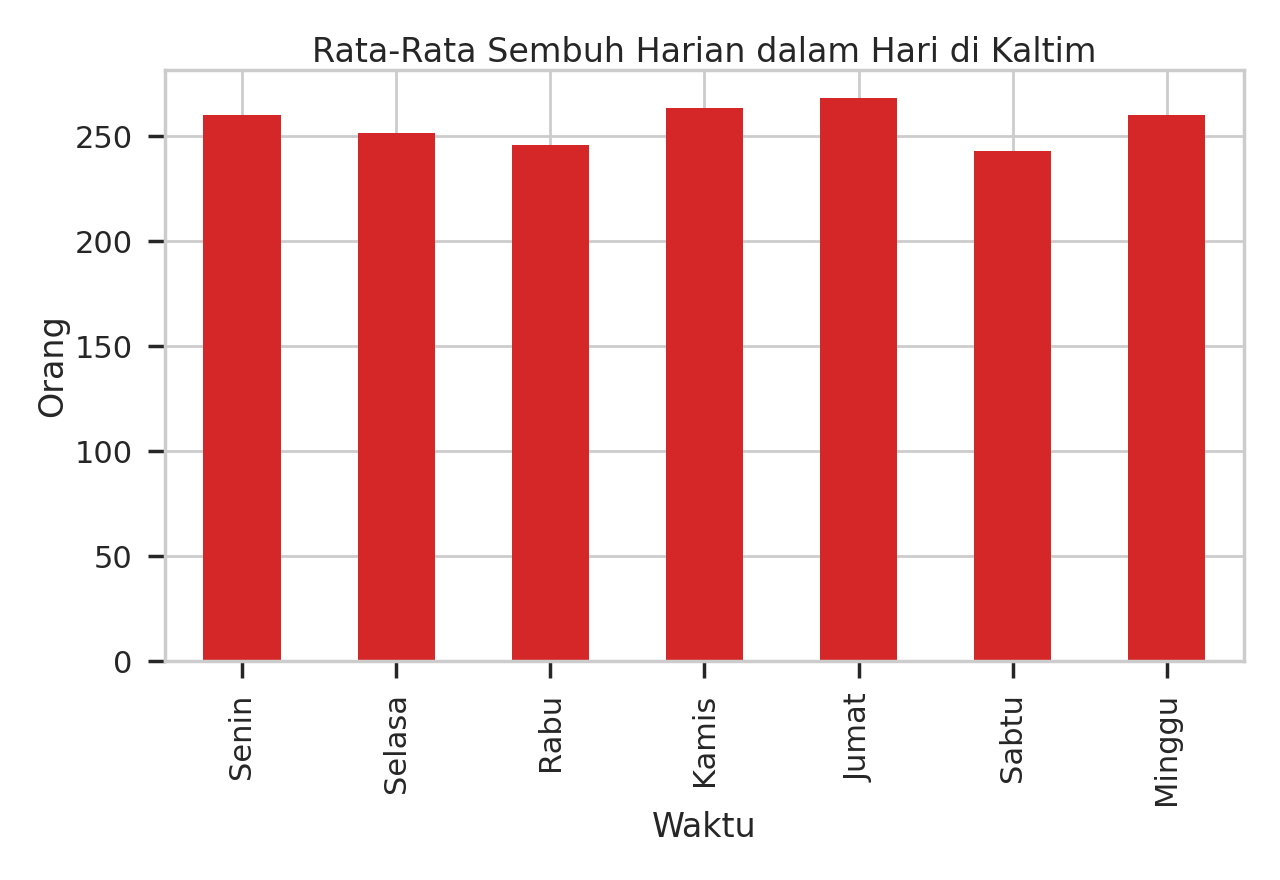 Rata-Rata Sembuh Harian dalam Hari di Kaltim
Orang
250
200
150
100
50
0
Senin
Selasa
Rabu
Kamis
Jumat
Sabtu
Minggu
Waktu